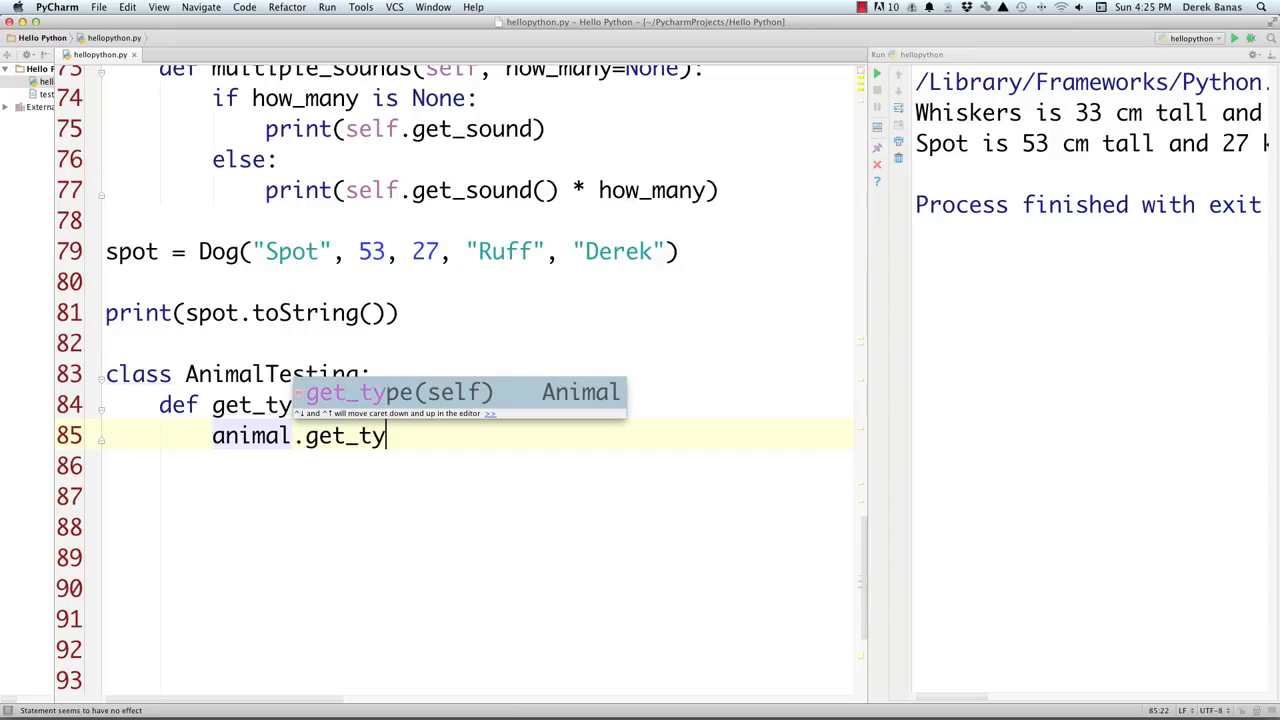 PyCharm File Edit View Navigate Code Refactor Run Tools VCS Window Help 10 Sun 4:25 PM Derek Banas
hellopython.py - Hello Python - [~/PycharmProjects/Hello Python]
Hello Python hellopython.py hellopython
hellopython.py Run hellopython
Hello P
hell
test
Externa
73 def multiple_sounds(self, how_many=None):
74 if how_many is None:
75 print(self.get_sound)
76 else:
77 print(self.get_sound() * how_many)
78
79 spot = Dog("Spot", 53, 27, "Ruff", "Derek")
80
81 print(spot.toString())
82
83 class AnimalTesting:
get_type(self) Animal
^↓ and ^↑ will move caret down and up in the editor >>
84 def get_ty
85 animal.get_ty
86
87
88
89
90
91
92
93
/Library/Frameworks/Python.
Whiskers is 33 cm tall and
Spot is 53 cm tall and 27 k
Process finished with exit
Statement seems to have no effect 85:22 LF UTF-8